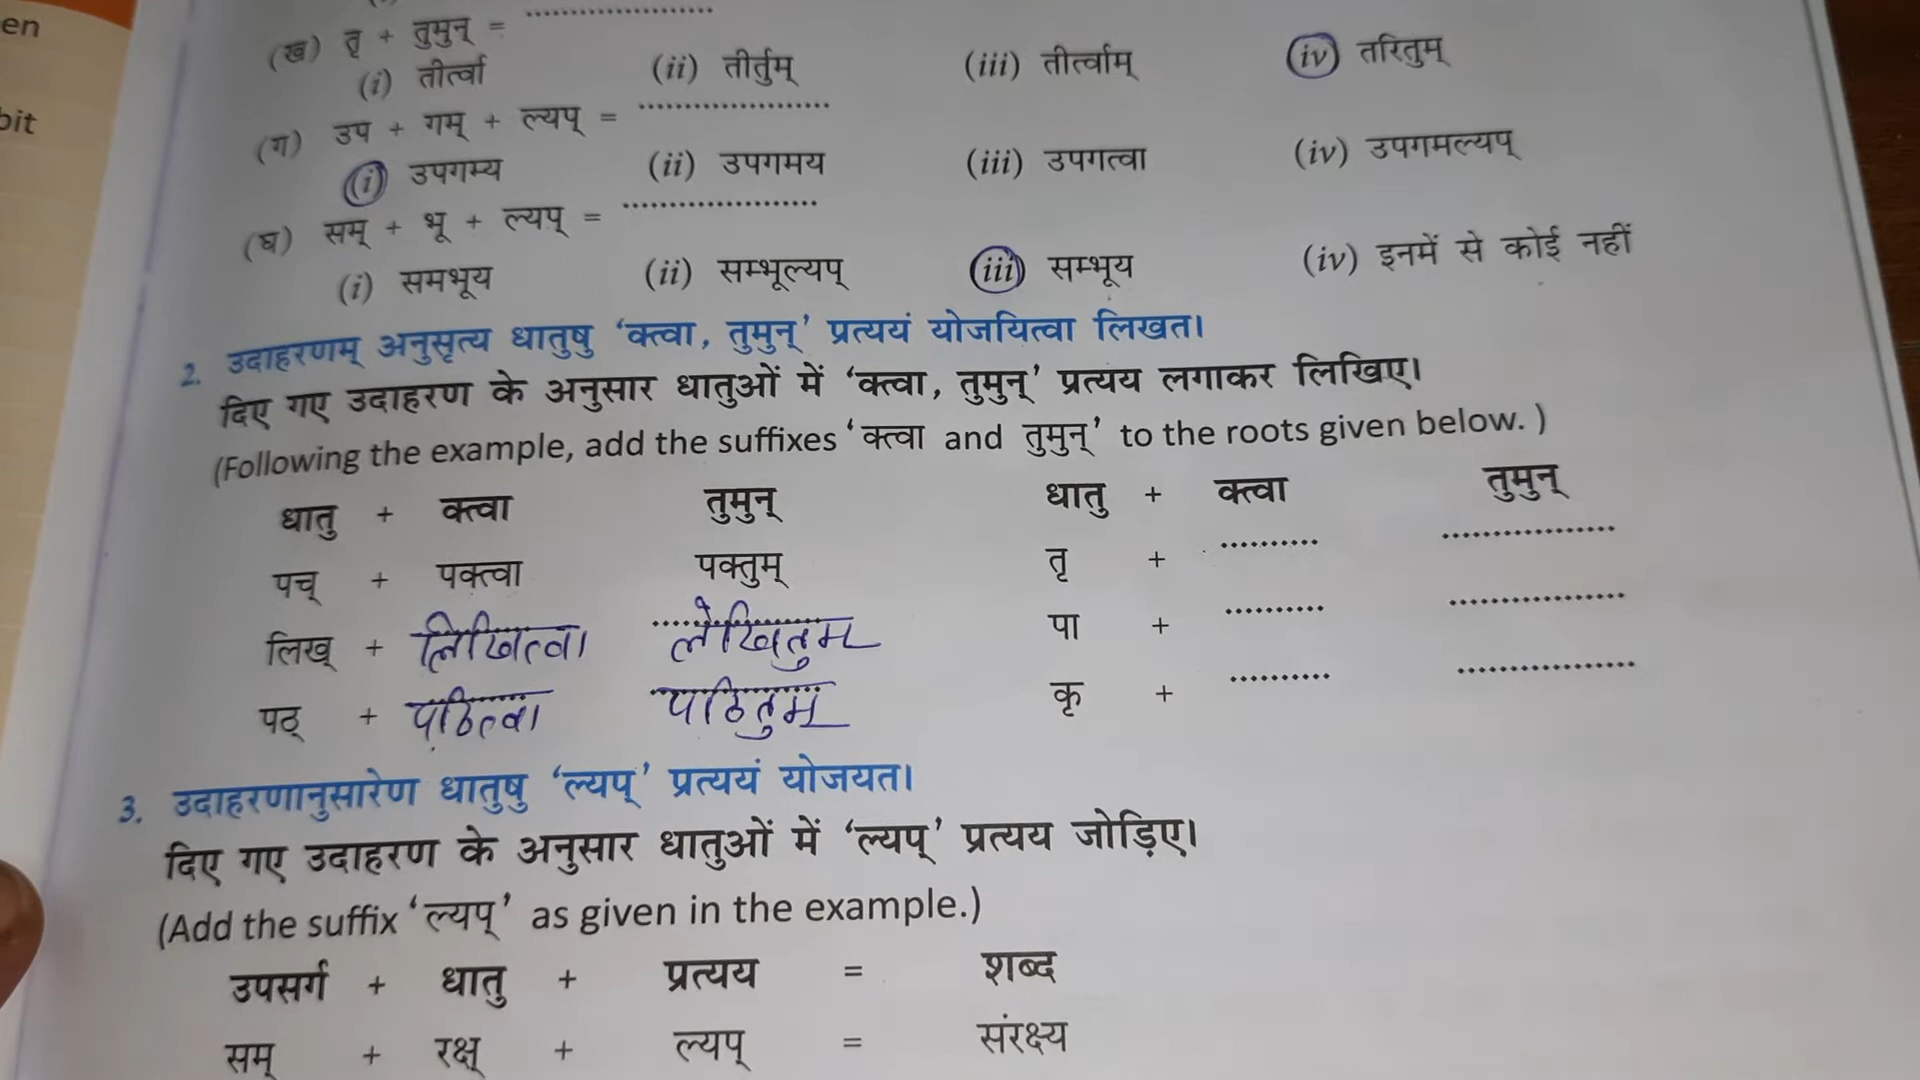 en
bit
(ख) तृ + तुमुन् = ....................
(i) तीर्त्वा (ii) तीर्तुम् (iii) तीर्त्वाम् (iv) तरितुम्
(ग) उप + गम् + ल्यप् = ....................
(i) उपगम्य (ii) उपगमय (iii) उपगत्वा (iv) उपगमल्यप्
(घ) सम् + भू + ल्यप् = ....................
(i) समभूय (ii) सम्भूल्यप् (iii) सम्भूय (iv) इनमें से कोई नहीं
2. उदाहरणम् अनुसृत्य धातुषु ‘क्त्वा, तुमुन्’ प्रत्ययं योजयित्वा लिखत।
दिए गए उदाहरण के अनुसार धातुओं में ‘क्त्वा, तुमुन्’ प्रत्यय लगाकर लिखिए।
(Following the example, add the suffixes ‘क्त्वा and तुमुन्’ to the roots given below. )
धातु + क्त्वा तुमुन् धातु + क्त्वा तुमुन्
पच् + पक्त्वा पक्तुम् तृ + .......... .................
लिख् + लिखित्वा लेखितुम् पा + .......... .................
पठ् + पठित्वा पठितुम् कृ + .......... .................
3. उदाहरणानुसारेण धातुषु ‘ल्यप्’ प्रत्ययं योजयत।
दिए गए उदाहरण के अनुसार धातुओं में ‘ल्यप्’ प्रत्यय जोड़िए।
(Add the suffix ‘ल्यप्’ as given in the example.)
उपसर्ग + धातु + प्रत्यय = शब्द
सम् + रक्ष् + ल्यप् = संरक्ष्य